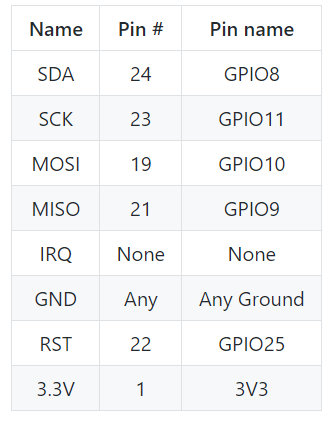 Name Pin # Pin name
SDA 24 GPIO8
SCK 23 GPIO11
MOSI 19 GPIO10
MISO 21 GPIO9
IRQ None None
GND Any Any Ground
RST 22 GPIO25
3.3V 1 3V3